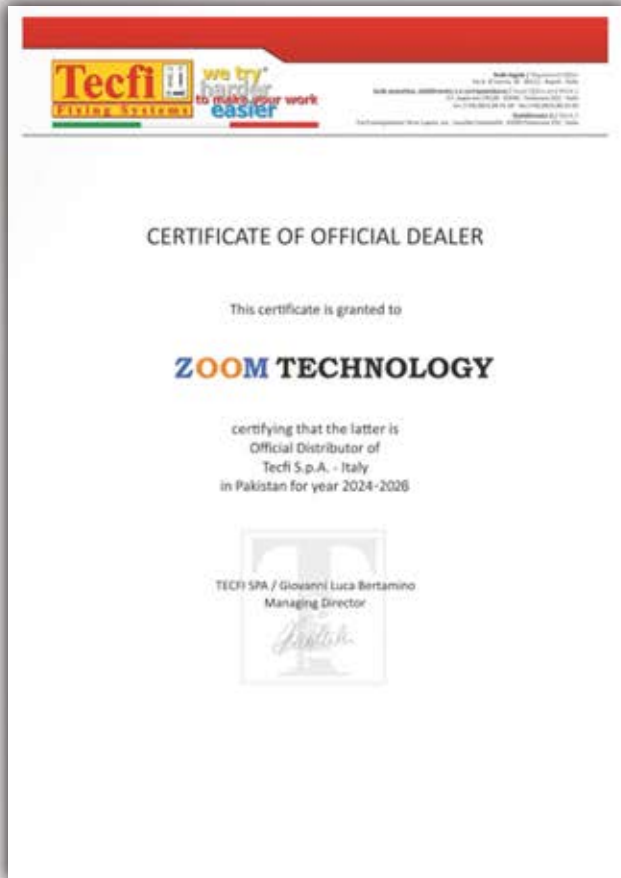 Tecfi
Fixing Systems
we try®
harder
to make your work
easier
CERTIFICATE OF OFFICIAL DEALER
This certificate is granted to
ZOOM TECHNOLOGY
certifying that the latter is
Official Distributor of
Tecfi S.p.A. - Italy
in Pakistan for year 2024-2026
TECFI SPA / Giovanni Luca Bertamino
Managing Director